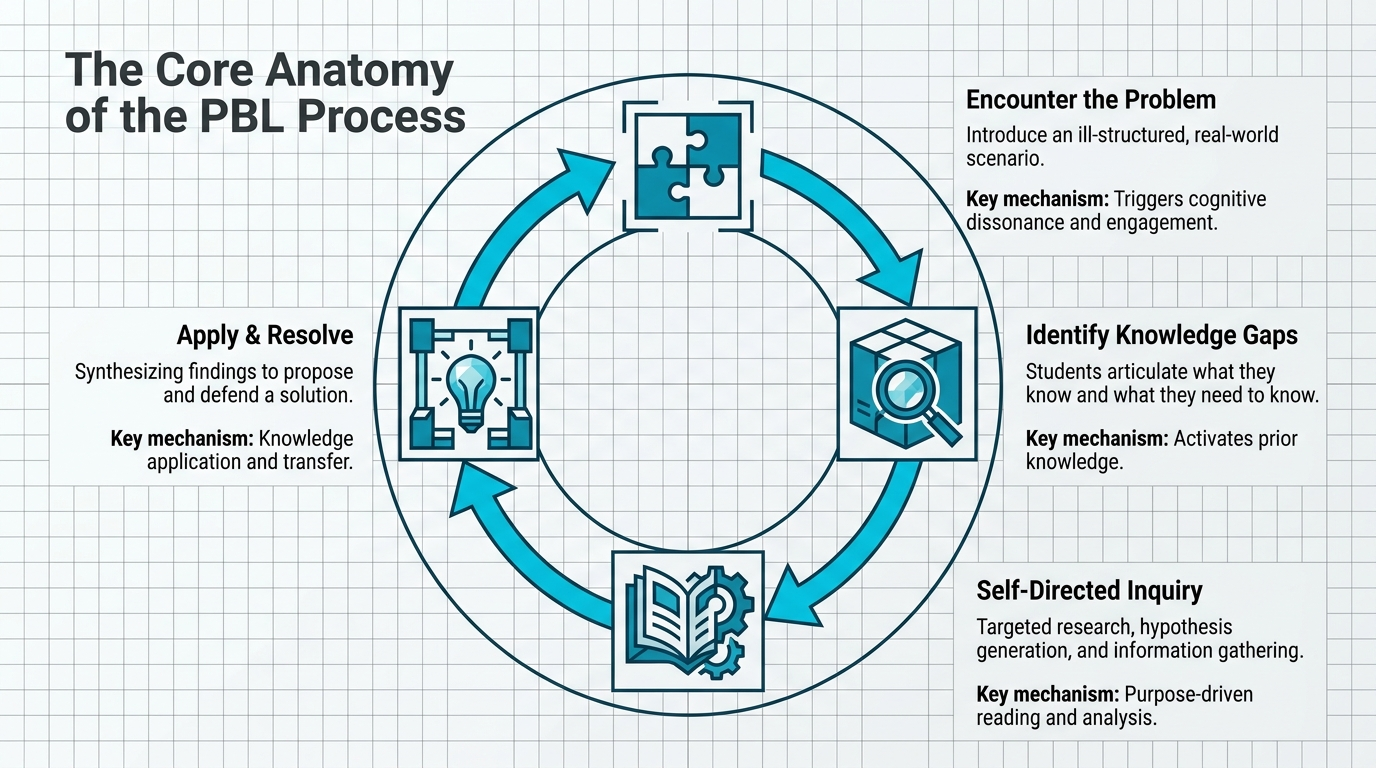 The Core Anatomy
of the PBL Process
Encounter the Problem
Introduce an ill-structured, real-world
scenario.
Key mechanism: Triggers cognitive
dissonance and engagement.
Identify Knowledge Gaps
Students articulate what they
know and what they need to know.
Key mechanism: Activates prior
knowledge.
Self-Directed Inquiry
Targeted research, hypothesis
generation, and information gathering.
Key mechanism: Purpose-driven
reading and analysis.
Apply & Resolve
Synthesizing findings to propose
and defend a solution.
Key mechanism: Knowledge
application and transfer.